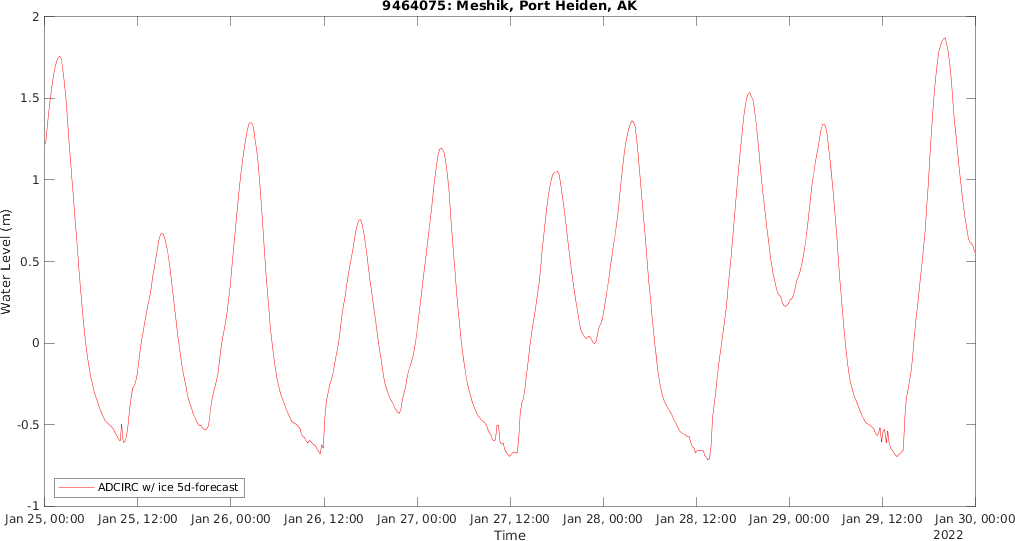 9464075: Meshik, Port Heiden, AK
2
1.5
1
0.5
0
-0.5
-1
Water Level (m)
ADCIRC w/ ice 5d-forecast
Jan 25, 00:00 Jan 25, 12:00 Jan 26, 00:00 Jan 26, 12:00 Jan 27, 00:00 Jan 27, 12:00 Jan 28, 00:00 Jan 28, 12:00 Jan 29, 00:00 Jan 29, 12:00 Jan 30, 00:00
Time
2022